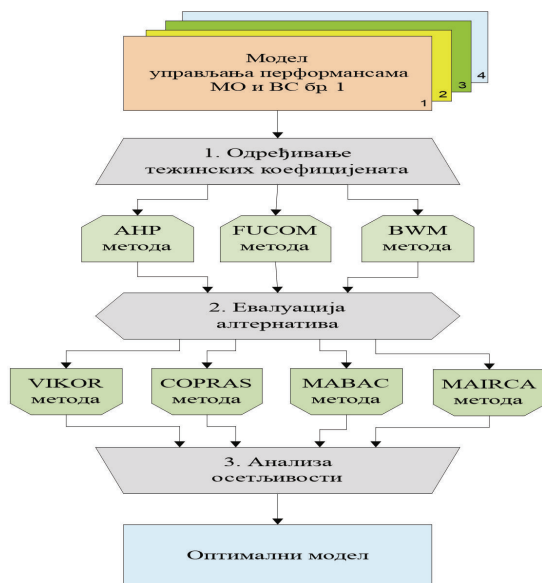 Модел
управљања перформансама
МО и ВС бр 1
1
2
3
4
1. Одређивање
тежинских коефицијената
AHP
метода
FUCOM
метода
BWM
метода
2. Евалуација
алтернатива
VIKOR
метода
COPRAS
метода
MABAC
метода
MAIRCA
метода
3. Анализа
осетљивости
Оптимални модел